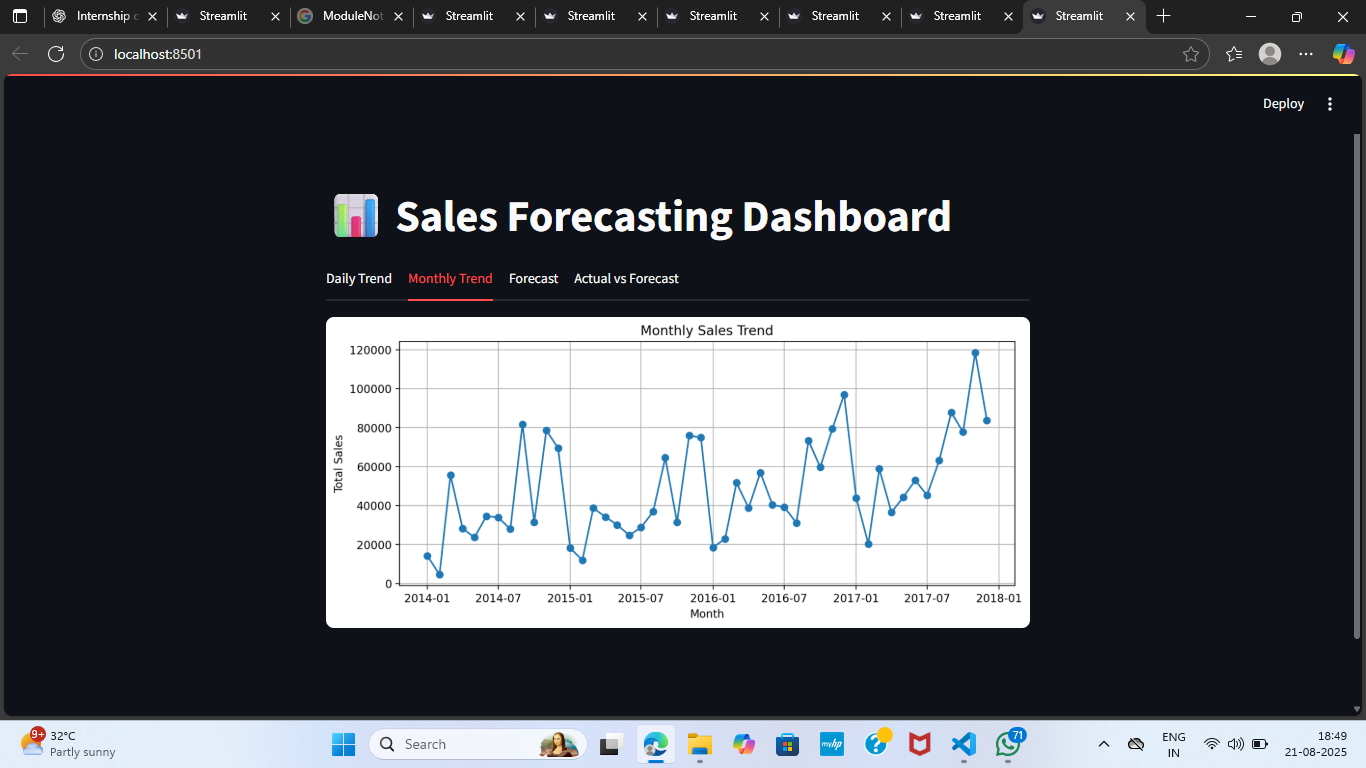 Internship c
Streamlit
ModuleNot
Streamlit
Streamlit
Streamlit
Streamlit
Streamlit
Streamlit
localhost:8501
Deploy
Sales Forecasting Dashboard
Daily Trend
Monthly Trend
Forecast
Actual vs Forecast
Monthly Sales Trend
120000
100000
80000
60000
40000
20000
0
Total Sales
2014-01
2014-07
2015-01
2015-07
2016-01
2016-07
2017-01
2017-07
2018-01
Month
9+
32°C
Partly sunny
Search
myhp
71
ENG
IN
18:49
21-08-2025